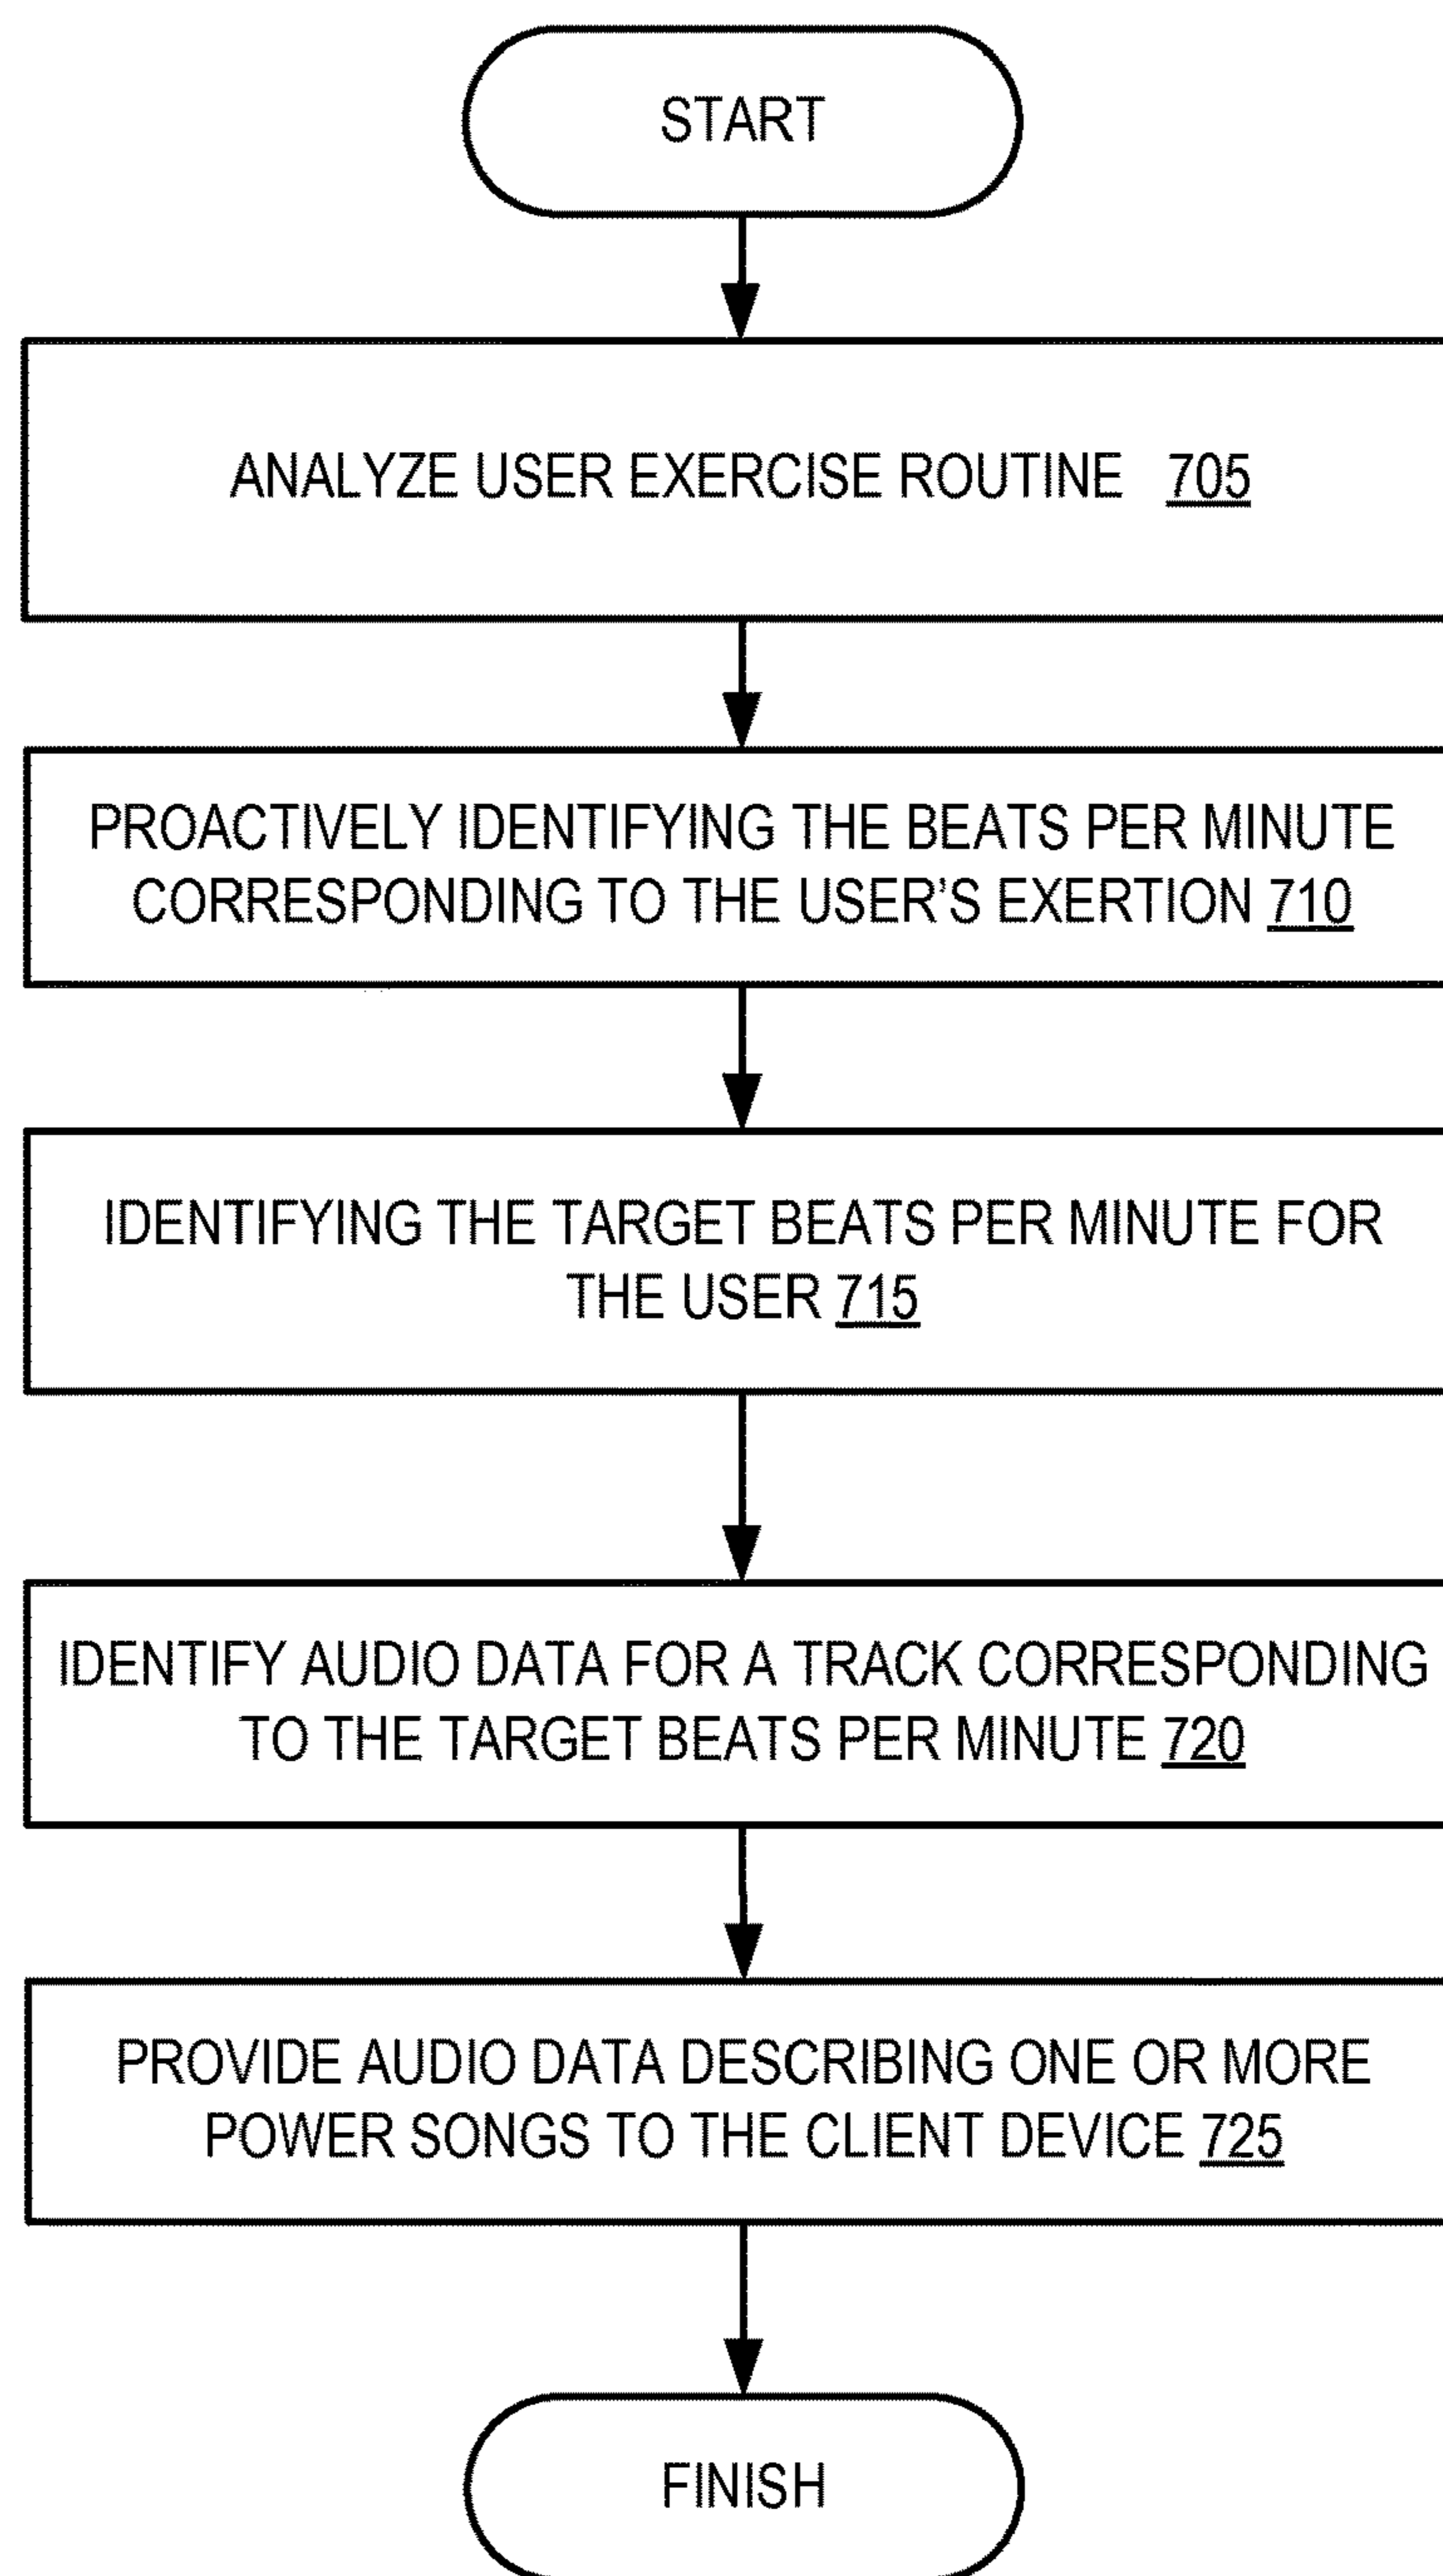 START
ANALYZE USER EXERCISE ROUTINE 705
PROACTIVELY IDENTIFYING THE BEATS PER MINUTE
CORRESPONDING TO THE USER'S EXERTION 710
IDENTIFYING THE TARGET BEATS PER MINUTE FOR
THE USER 715
IDENTIFY AUDIO DATA FOR A TRACK CORRESPONDING
TO THE TARGET BEATS PER MINUTE 720
PROVIDE AUDIO DATA DESCRIBING ONE OR MORE
POWER SONGS TO THE CLIENT DEVICE 725
FINISH